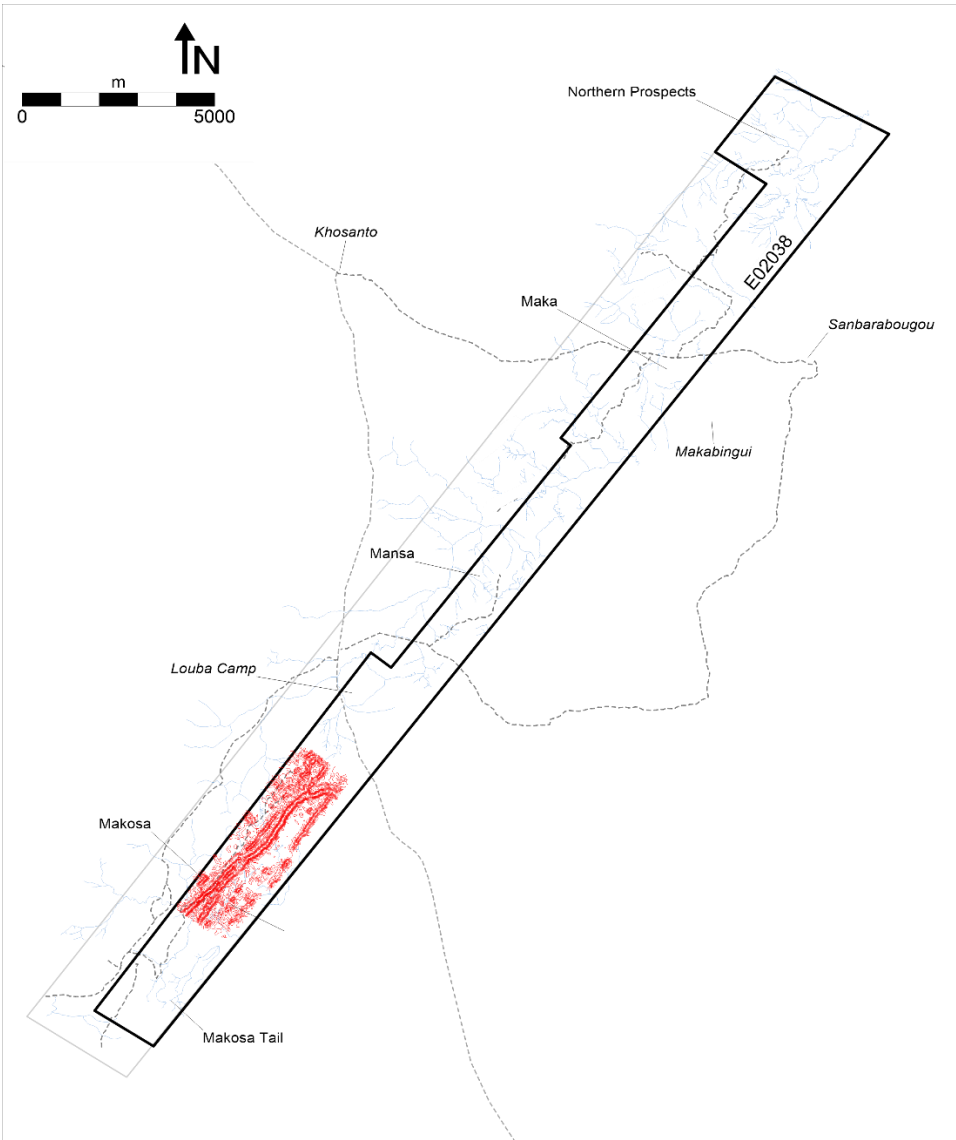 N
m
0 5000
Northern Prospects
Khosanto
E02038
Maka
Sanbarabougou
Makabingui
Mansa
Louba Camp
Makosa
Makosa Tail